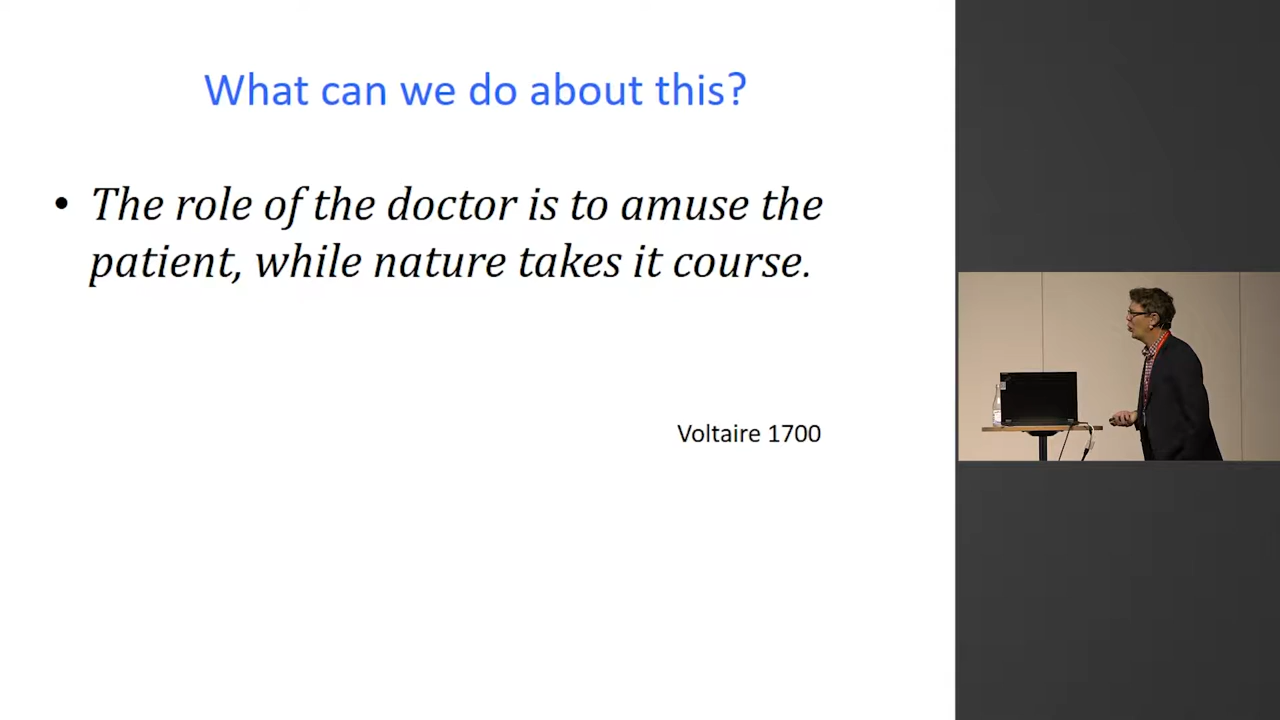 What can we do about this?
• The role of the doctor is to amuse the
patient, while nature takes it course.
Voltaire 1700